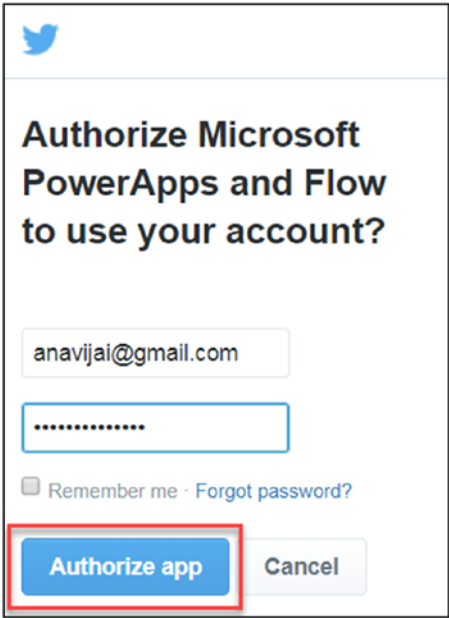 Authorize Microsoft
PowerApps and Flow
to use your account?
anavijai@gmail.com
••••••••••••••
Remember me · Forgot password?
Authorize app Cancel